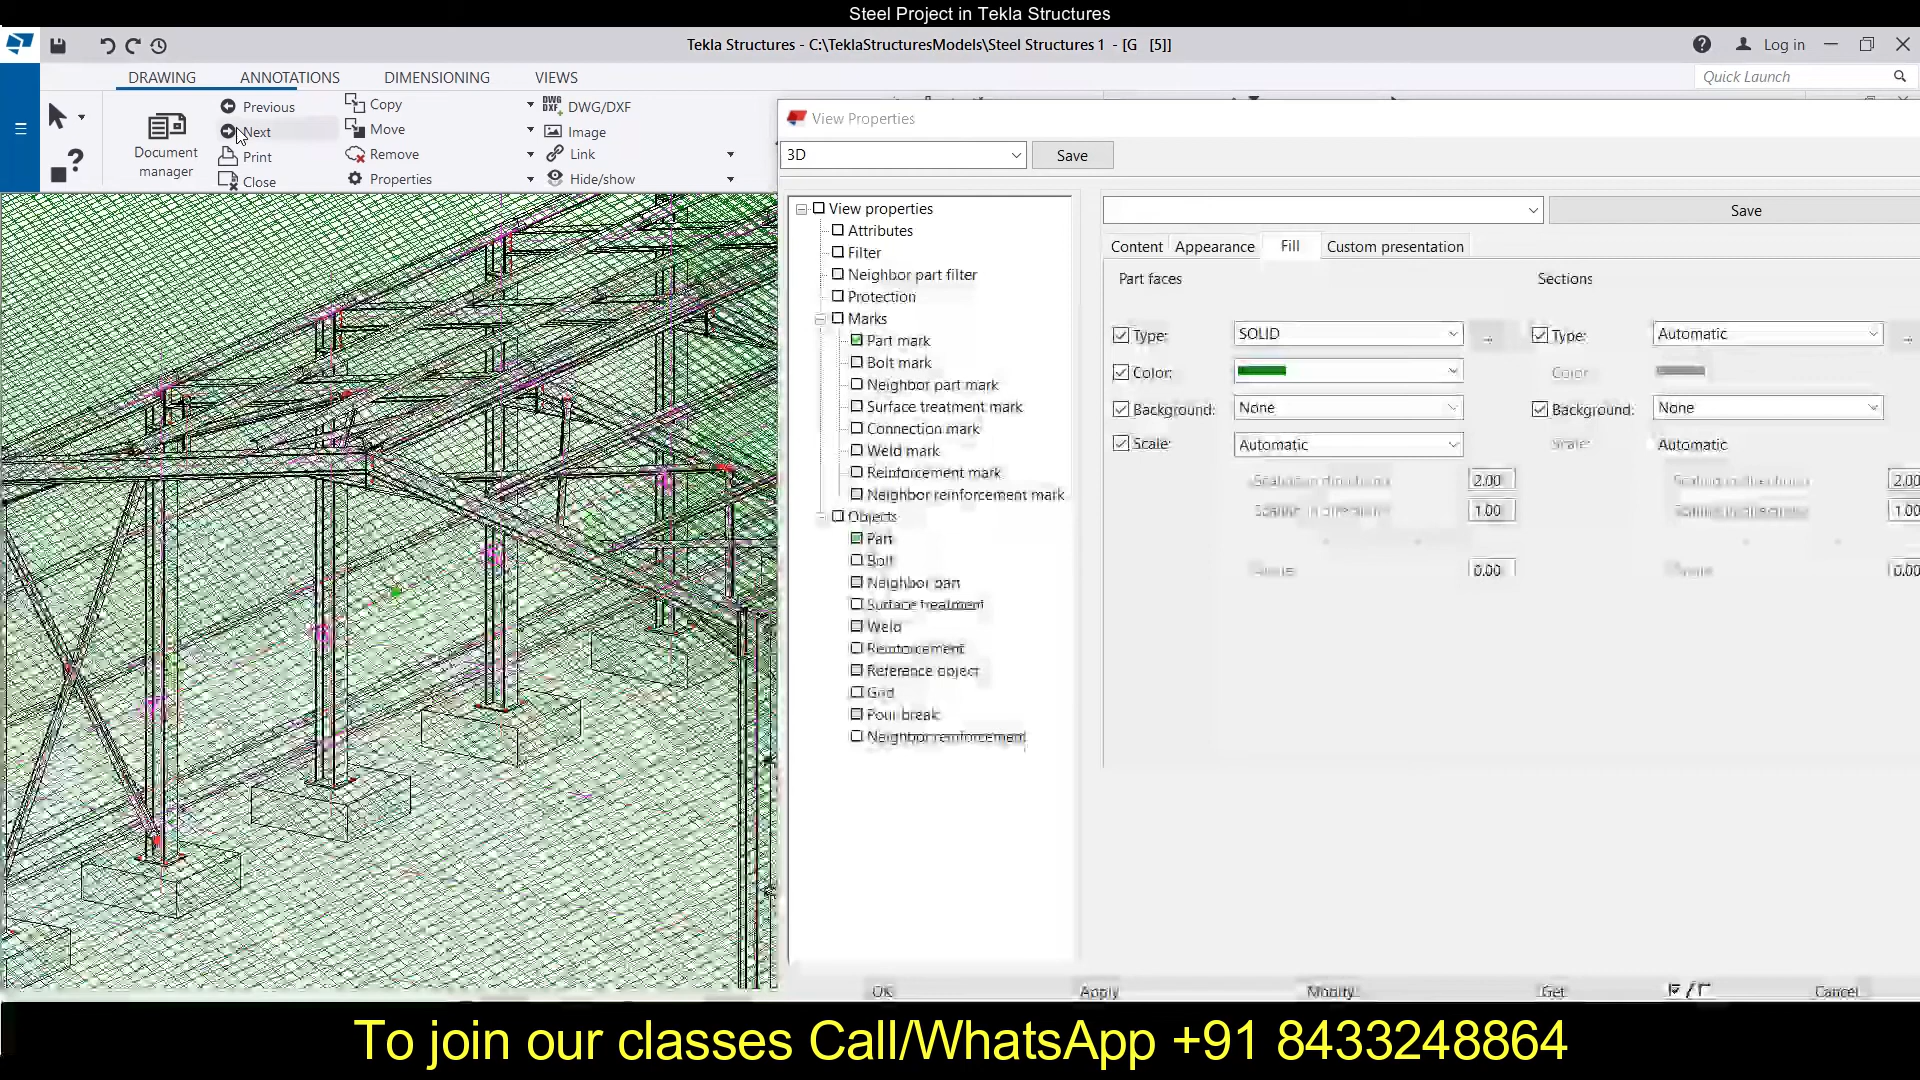 Steel Project in Tekla Structures
Tekla Structures - C:\TeklaStructuresModels\Steel Structures 1 - [G [5]]
Log in
DRAWING ANNOTATIONS DIMENSIONING VIEWS
Quick Launch
Document manager
Previous
Next
Print
Close
Copy
Move
Remove
Properties
DWG/DXF
Image
Link
Hide/show
View Properties
3D
Save
View properties
Attributes
Filter
Neighbor part filter
Protection
Marks
Part mark
Bolt mark
Neighbor part mark
Surface treatment mark
Connection mark
Weld mark
Reinforcement mark
Neighbor reinforcement mark
Objects
Part
Bolt
Neighbor part
Surface treatment
Weld
Reinforcement
Reference object
Grid
Pour break
Neighbor reinforcement
Save
Content Appearance Fill Custom presentation
Part faces Sections
Type: SOLID ... Type: Automatic ...
Color: Color:
Background: None Background: None
Scale: Automatic Scale: Automatic
2.00 2.00
1.00 1.00
0.00 0.00
OK Apply Modify Get Cancel
To join our classes Call/WhatsApp +91 8433248864